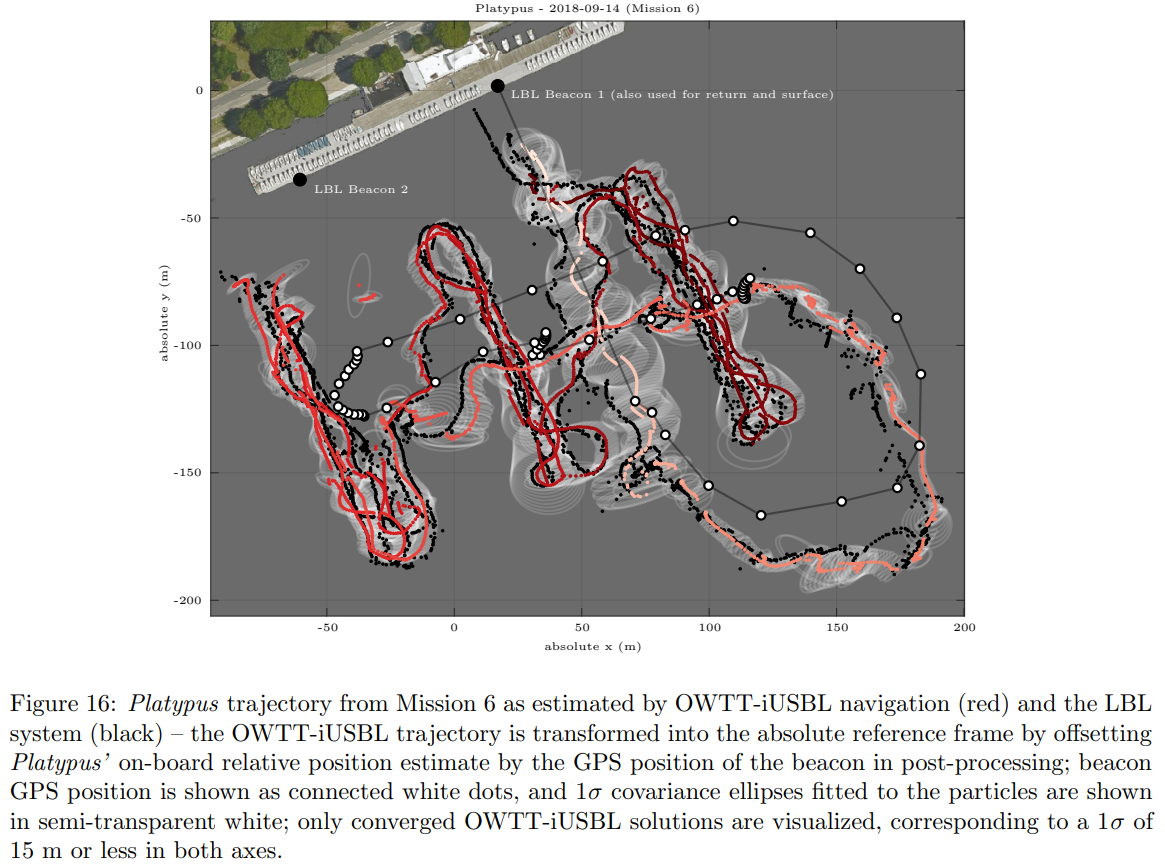 Platypus - 2018-09-14 (Mission 6)
LBL Beacon 1 (also used for return and surface)
LBL Beacon 2
absolute y (m)
0
-50
-100
-150
-200
-50
0
50
100
150
200
absolute x (m)
Figure 16: Platypus trajectory from Mission 6 as estimated by OWTT-iUSBL navigation (red) and the LBL
system (black) – the OWTT-iUSBL trajectory is transformed into the absolute reference frame by offsetting
Platypus’ on-board relative position estimate by the GPS position of the beacon in post-processing; beacon
GPS position is shown as connected white dots, and 1σ covariance ellipses fitted to the particles are shown
in semi-transparent white; only converged OWTT-iUSBL solutions are visualized, corresponding to a 1σ of
15 m or less in both axes.